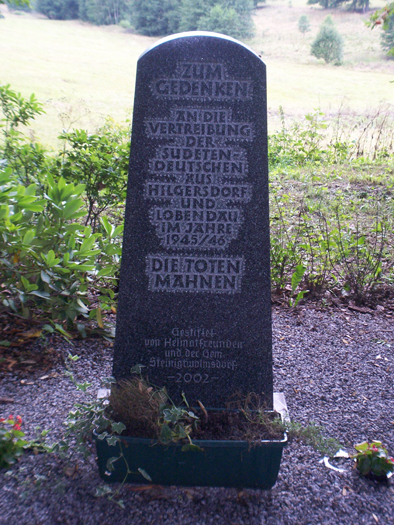 ZUM
GEDENKEN
AN DIE
VERTREIBUNG
DER
SUDETEN-
DEUTSCHEN
AUS
HILGERSDORF
UND
LOBENDAU
IM JAHRE
1945/46
DIE TOTEN
MAHNEN
Gestiftet
von Heimatfreunden
und der Gem.
Steinigtwolmsdorf
-2002-